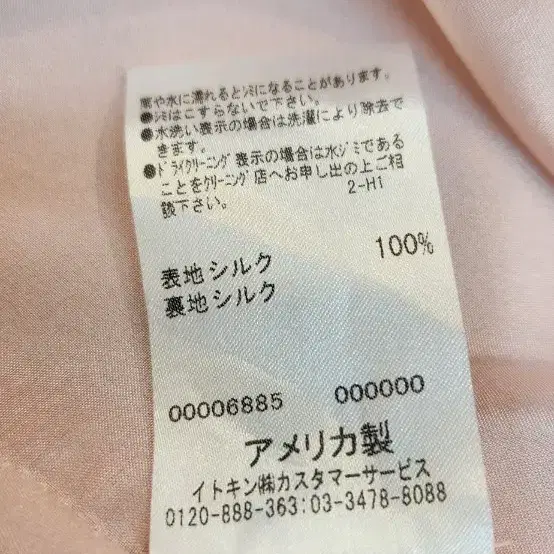 雨や水に濡れるとシミになることがあります。
●シミはこすらないで下さい。
●水洗い表示の場合は洗濯により除去で
きます。
●ドライクリーニング表示の場合は水ジミである
ことをクリーニング店へお申し出の上ご相
談下さい。 2-Hi
100%
表地シルク
裏地シルク
00006885 000000
アメリカ製
イトキン㈱カスタマーサービス
0120-888-363:03-3478-8088